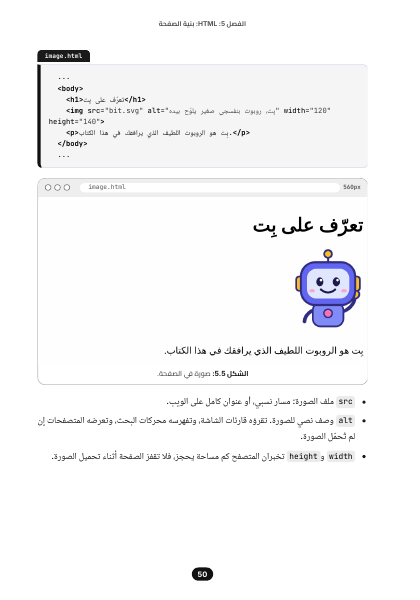 الفصل 5: HTML: بنية الصفحة
image.html
...
<body>
<h1>تعرّف على بِت</h1>
<img src="bit.svg" alt="بِت، روبوت بنفسجي صغير يلوّح بيده" width="120"
height="140">
<p>بِت هو الروبوت اللطيف الذي يرافقك في هذا الكتاب.</p>
</body>
...
image.html
560px
تعرّف على بِت
بِت هو الروبوت اللطيف الذي يرافقك في هذا الكتاب.
الشكل 5.5: صورة في الصفحة.
• src ملف الصورة: مسار نسبي، أو عنوان كامل على الويب.
• alt وصف نصي للصورة. تقرؤه قارئات الشاشة، وتفهرسه محركات البحث، وتعرضه المتصفحات إن
لم تُحمّل الصورة.
• width و height تخبران المتصفح كم مساحة يحجز، فلا تقفز الصفحة أثناء تحميل الصورة.
50